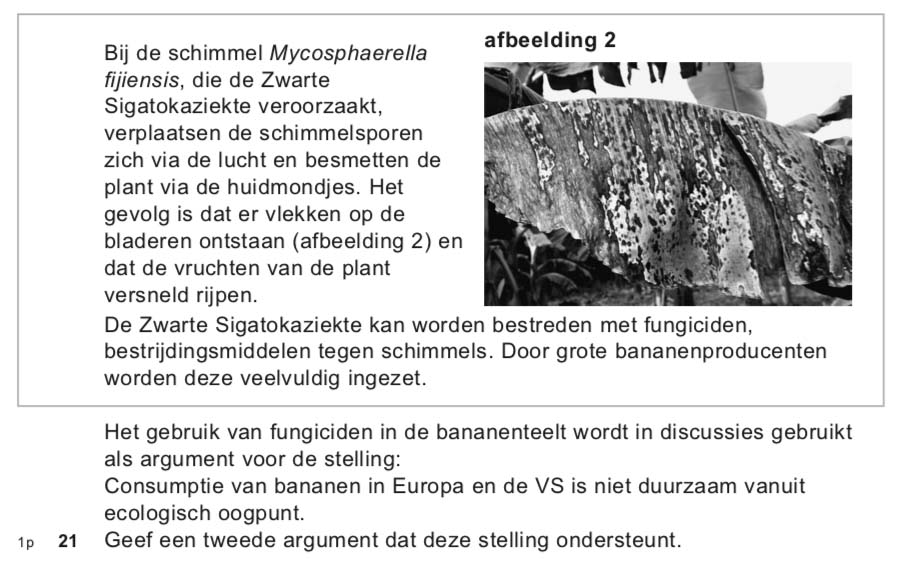 afbeelding 2
Bij de schimmel Mycosphaerella
fijiensis, die de Zwarte
Sigatokaziekte veroorzaakt,
verplaatsen de schimmelsporen
zich via de lucht en besmetten de
plant via de huidmondjes. Het
gevolg is dat er vlekken op de
bladeren ontstaan (afbeelding 2) en
dat de vruchten van de plant
versneld rijpen.
De Zwarte Sigatokaziekte kan worden bestreden met fungiciden,
bestrijdingsmiddelen tegen schimmels. Door grote bananenproducenten
worden deze veelvuldig ingezet.
Het gebruik van fungiciden in de bananenteelt wordt in discussies gebruikt
als argument voor de stelling:
Consumptie van bananen in Europa en de VS is niet duurzaam vanuit
ecologisch oogpunt.
1p 21 Geef een tweede argument dat deze stelling ondersteunt.